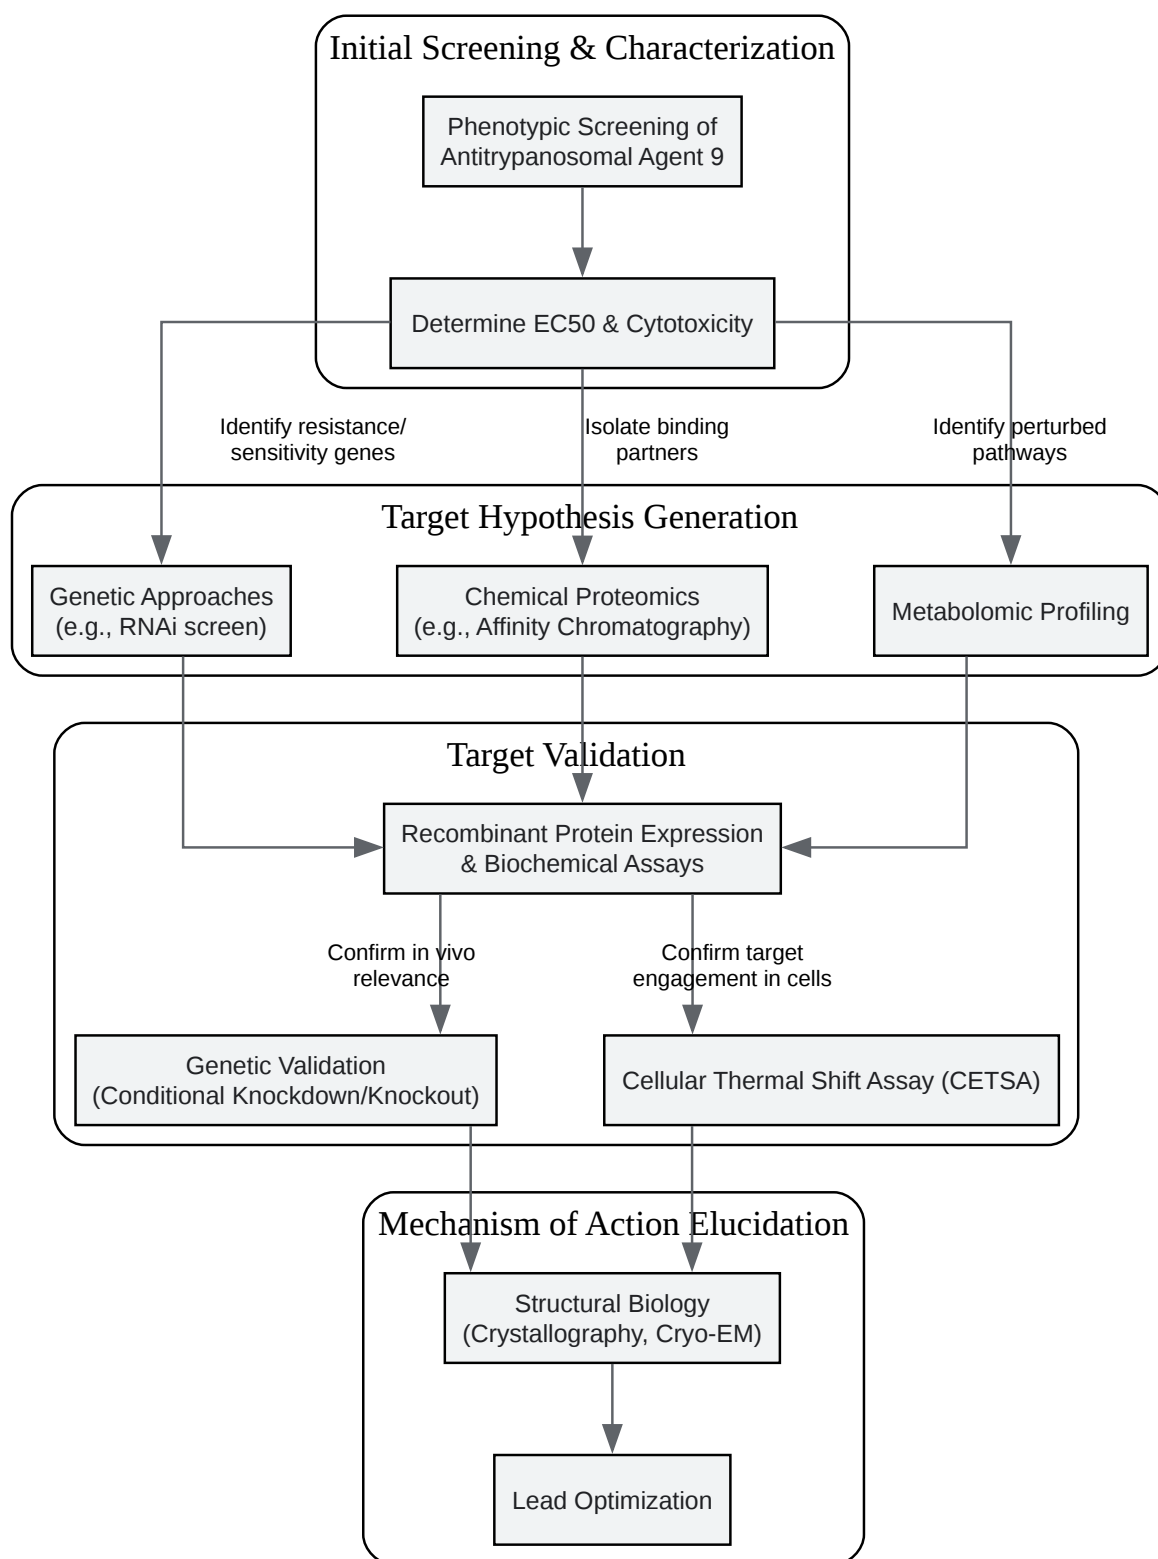 Initial Screening & Characterization
Phenotypic Screening of
Antitrypanosomal Agent 9
Determine EC50 & Cytotoxicity
Identify resistance/
sensitivity genes
Isolate binding
partners
Identify perturbed
pathways
Target Hypothesis Generation
Genetic Approaches
(e.g., RNAi screen)
Chemical Proteomics
(e.g., Affinity Chromatography)
Metabolomic Profiling
Target Validation
Recombinant Protein Expression
& Biochemical Assays
Confirm in vivo
relevance
Confirm target
engagement in cells
Genetic Validation
(Conditional Knockdown/Knockout)
Cellular Thermal Shift Assay (CETSA)
Mechanism of Action Elucidation
Structural Biology
(Crystallography, Cryo-EM)
Lead Optimization